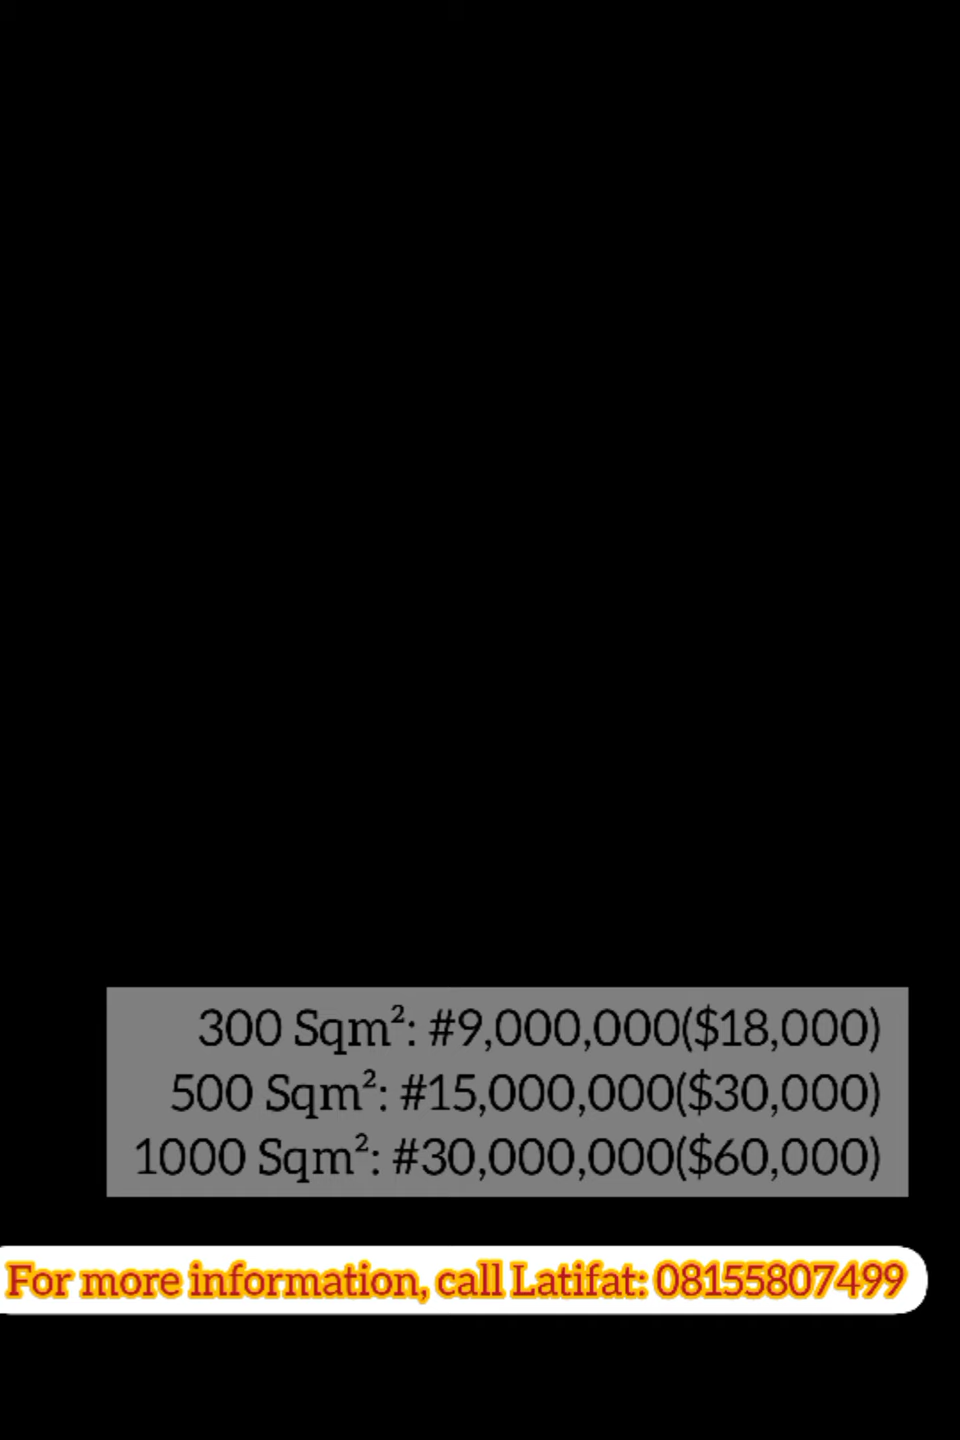 300 Sqm²: #9,000,000($18,000)
500 Sqm²: #15,000,000($30,000)
1000 Sqm²: #30,000,000($60,000)
For more information, call Latifat: 08155807499